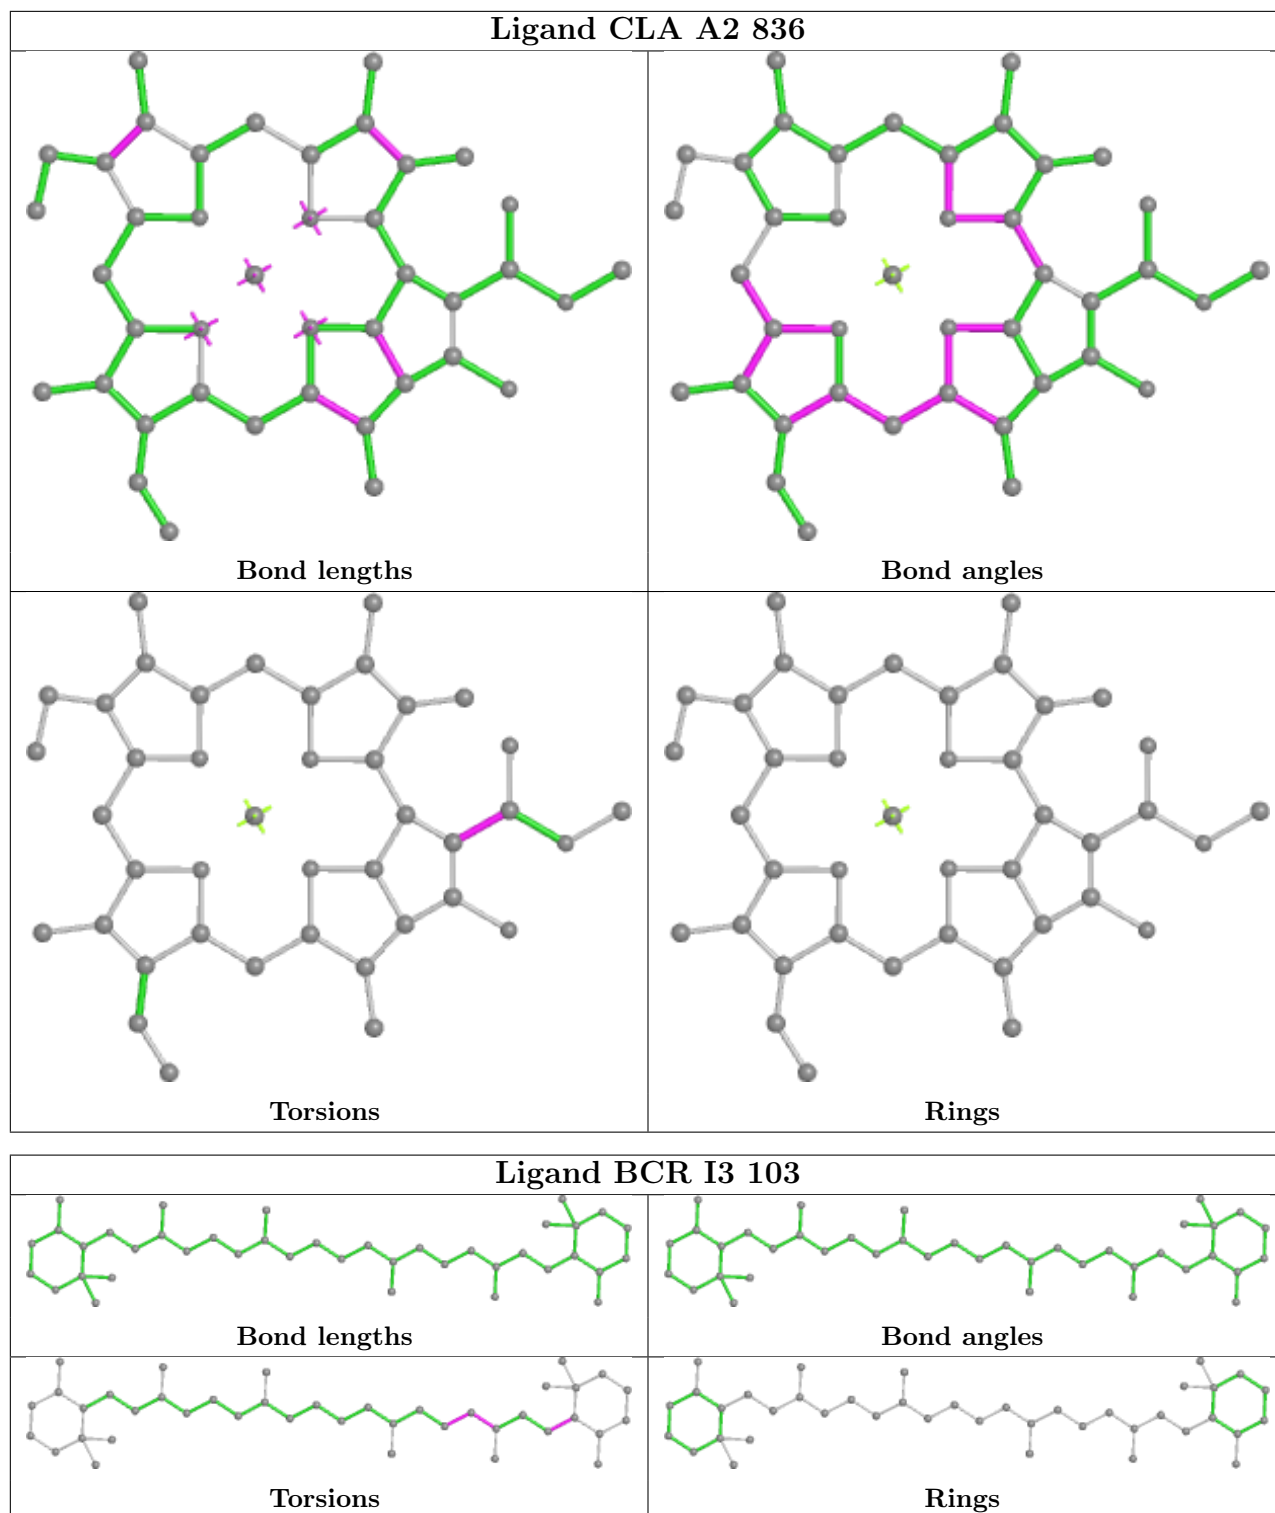 Ligand CLA A2 836
Bond lengths
Bond angles
Torsions
Rings
Ligand BCR I3 103
Bond lengths
Bond angles
Torsions
Rings